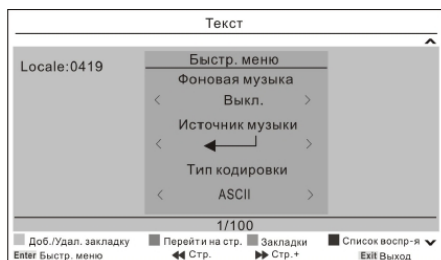 Текст
Locale:0419
Быстр. меню
Фоновая музыка
Выкл.
Источник музыки
Тип кодировки
ASCII
1/100
Доб./Удал. закладку Перейти на стр. Закладки Список воспр-я
Enter Быстр. меню Стр. Стр.+ Exit Выход